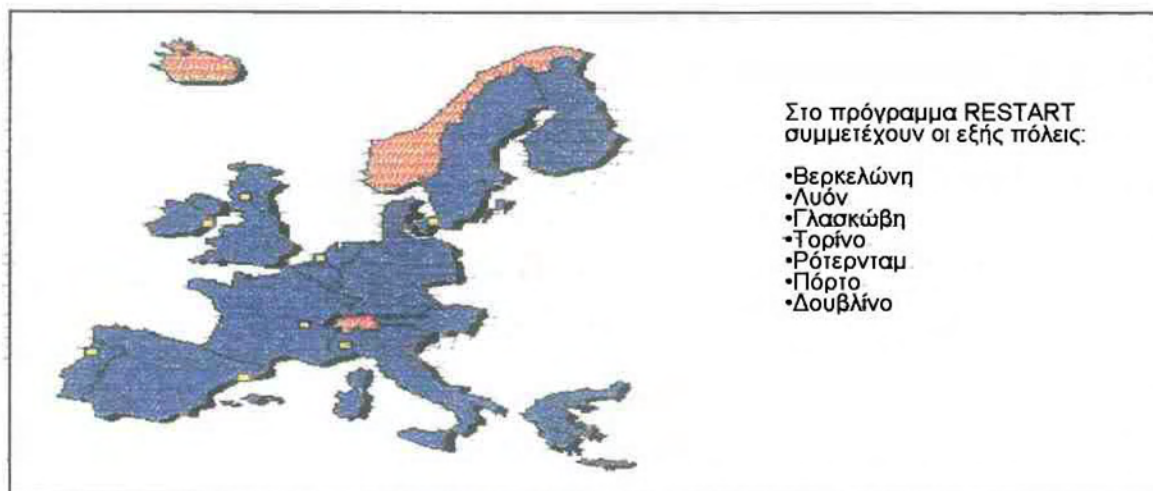 Στο πρόγραμμα RESTART
συμμετέχουν οι εξής πόλεις:
•Βερκελώνη
•Λυόν
•Γλασκώβη
•Τορίνο
•Ρότερνταμ
•Πόρτο
•Δουβλίνο